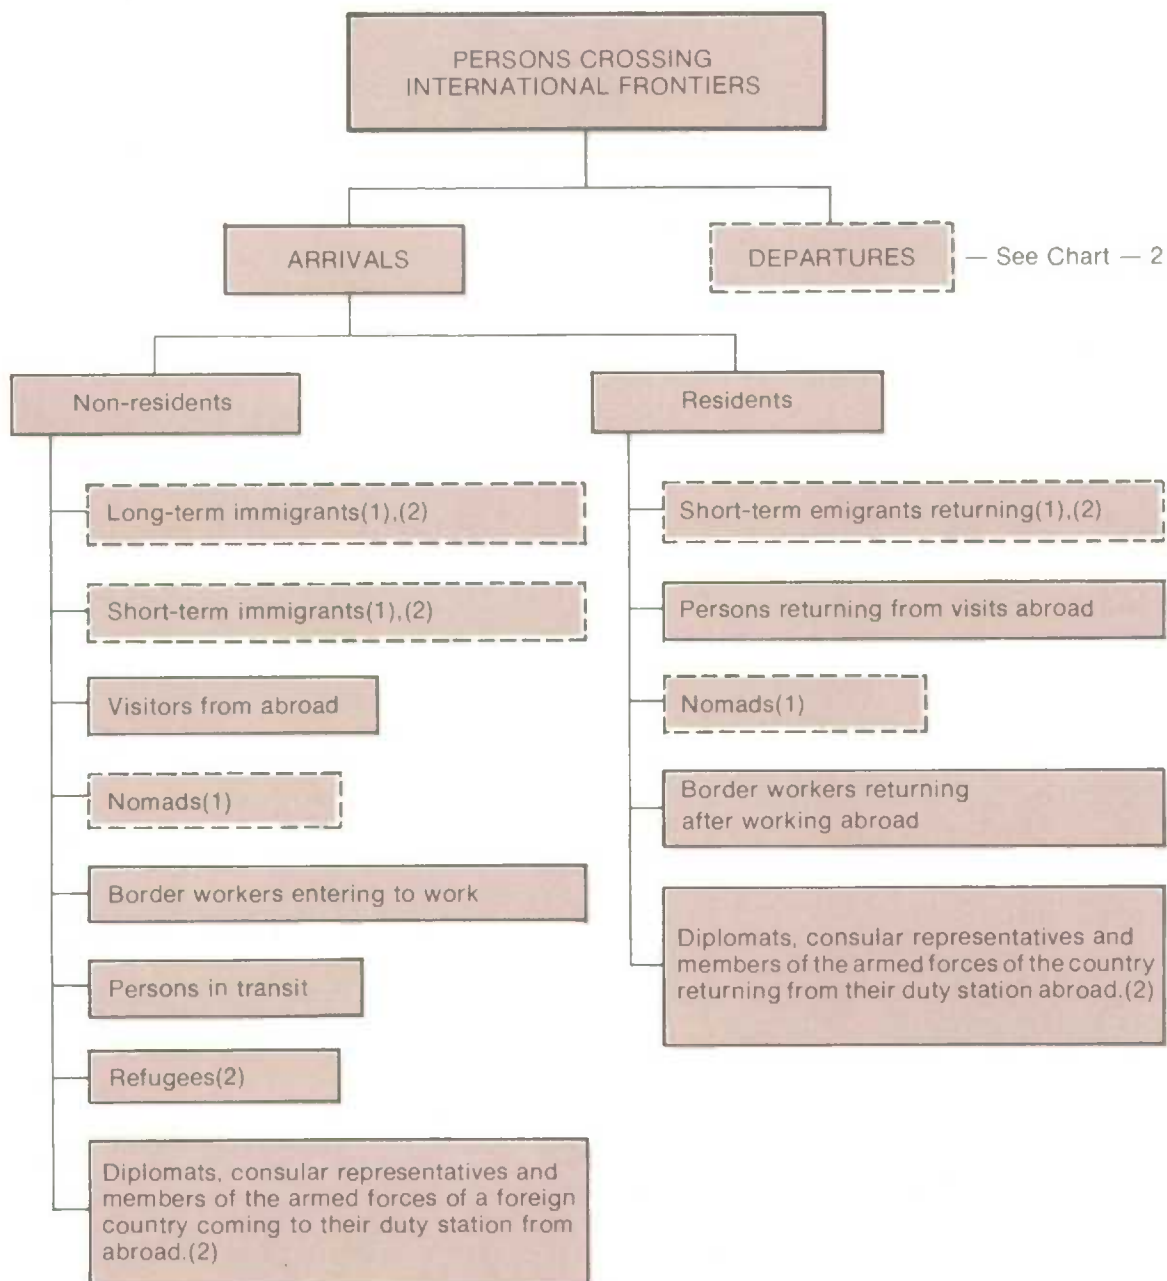 PERSONS CROSSING
INTERNATIONAL FRONTIERS
ARRIVALS
DEPARTURES — See Chart — 2
Non-residents
Long-term immigrants(1),(2)
Short-term immigrants(1),(2)
Visitors from abroad
Nomads(1)
Border workers entering to work
Persons in transit
Refugees(2)
Diplomats, consular representatives and
members of the armed forces of a foreign
country coming to their duty station from
abroad.(2)
Residents
Short-term emigrants returning(1),(2)
Persons returning from visits abroad
Nomads(1)
Border workers returning
after working abroad
Diplomats, consular representatives and
members of the armed forces of the country
returning from their duty station abroad.(2)